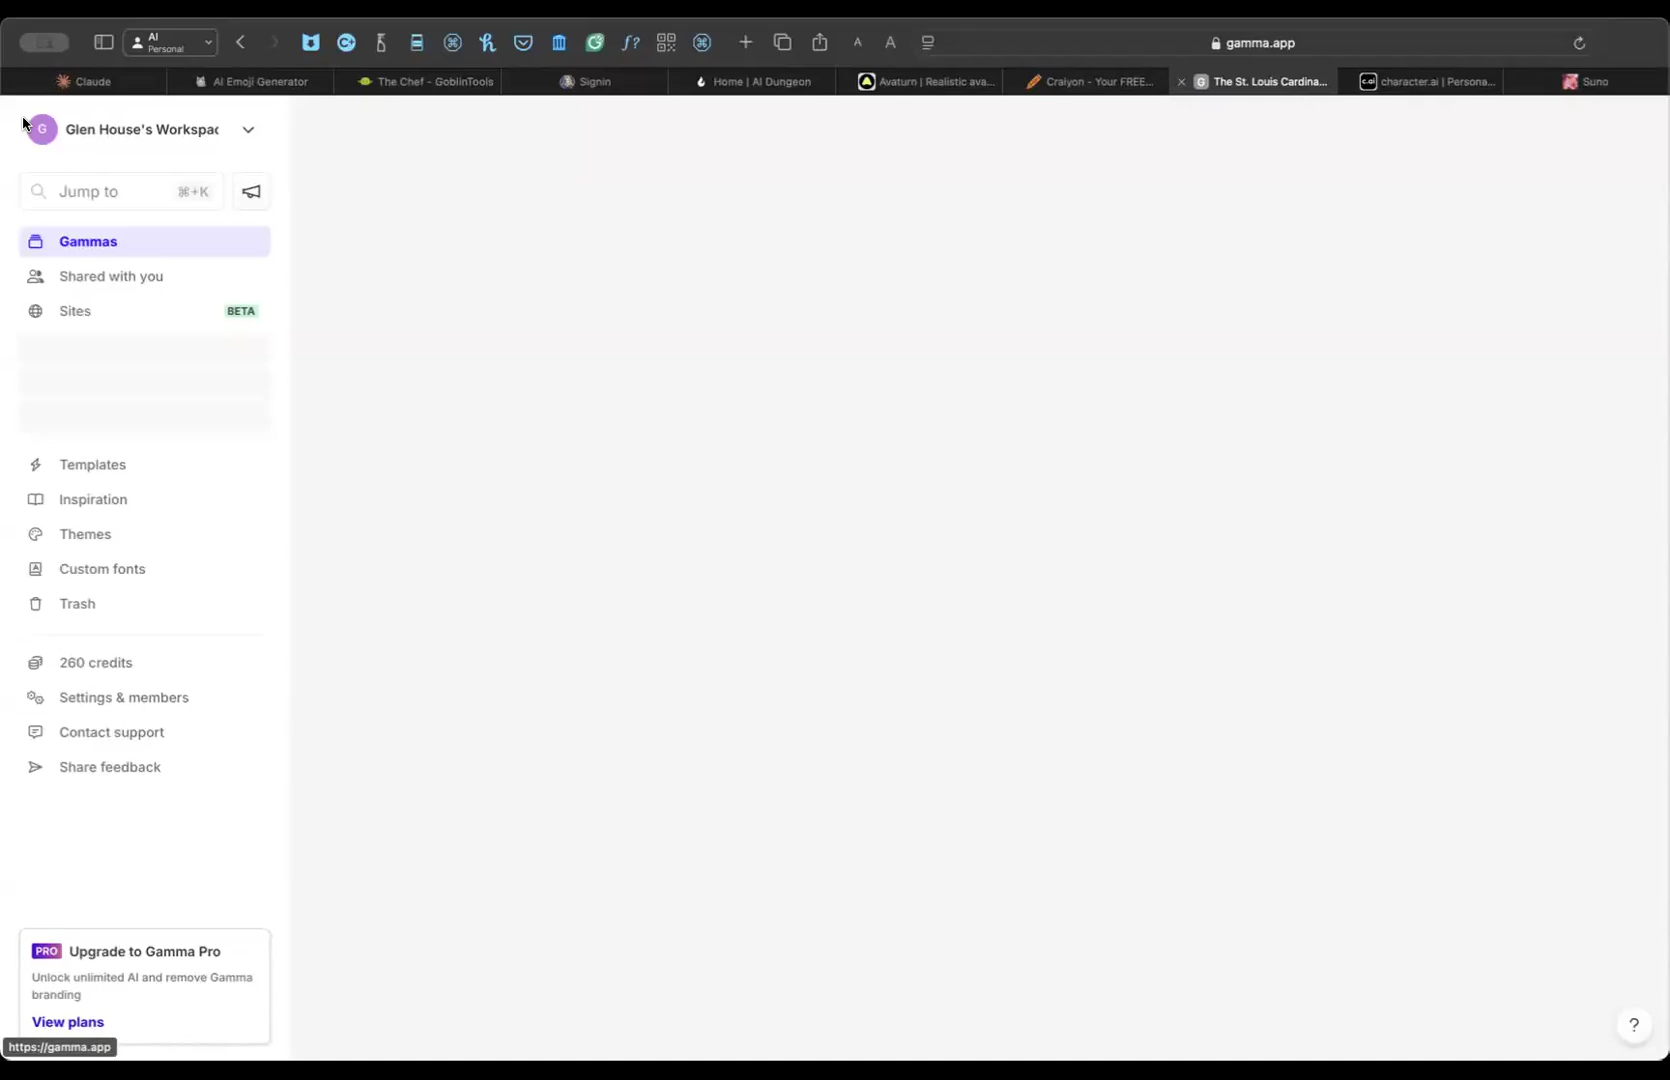 AI
Personal
gamma.app
Claude
AI Emoji Generator
The Chef - GoblinTools
Signin
Home | AI Dungeon
Avaturn | Realistic ava...
Craiyon - Your FREE...
The St. Louis Cardina...
character.ai | Persona...
Suno
G Glen House's Workspac
Jump to ⌘+K
Gammas
Shared with you
Sites BETA
Templates
Inspiration
Themes
Custom fonts
Trash
260 credits
Settings & members
Contact support
Share feedback
PRO Upgrade to Gamma Pro
Unlock unlimited AI and remove Gamma
branding
View plans
https://gamma.app
?